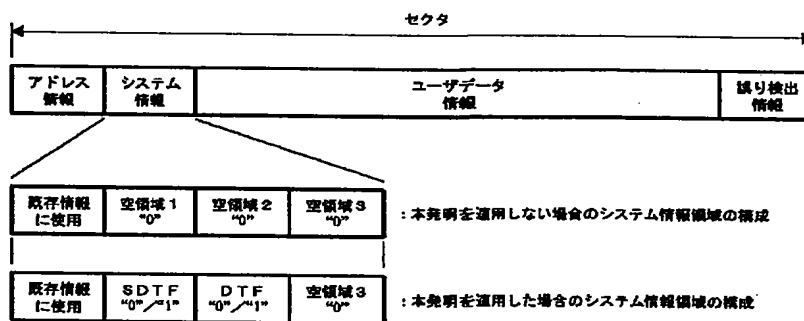 セクタ
アドレス情報 システム情報 ユーザデータ情報 誤り検出情報
既存情報に使用 空領域1 “0” 空領域2 “0” 空領域3 “0” :本発明を適用しない場合のシステム情報領域の構成
既存情報に使用 SDTF “0”/“1” DTF “0”/“1” 空領域3 “0” :本発明を適用した場合のシステム情報領域の構成